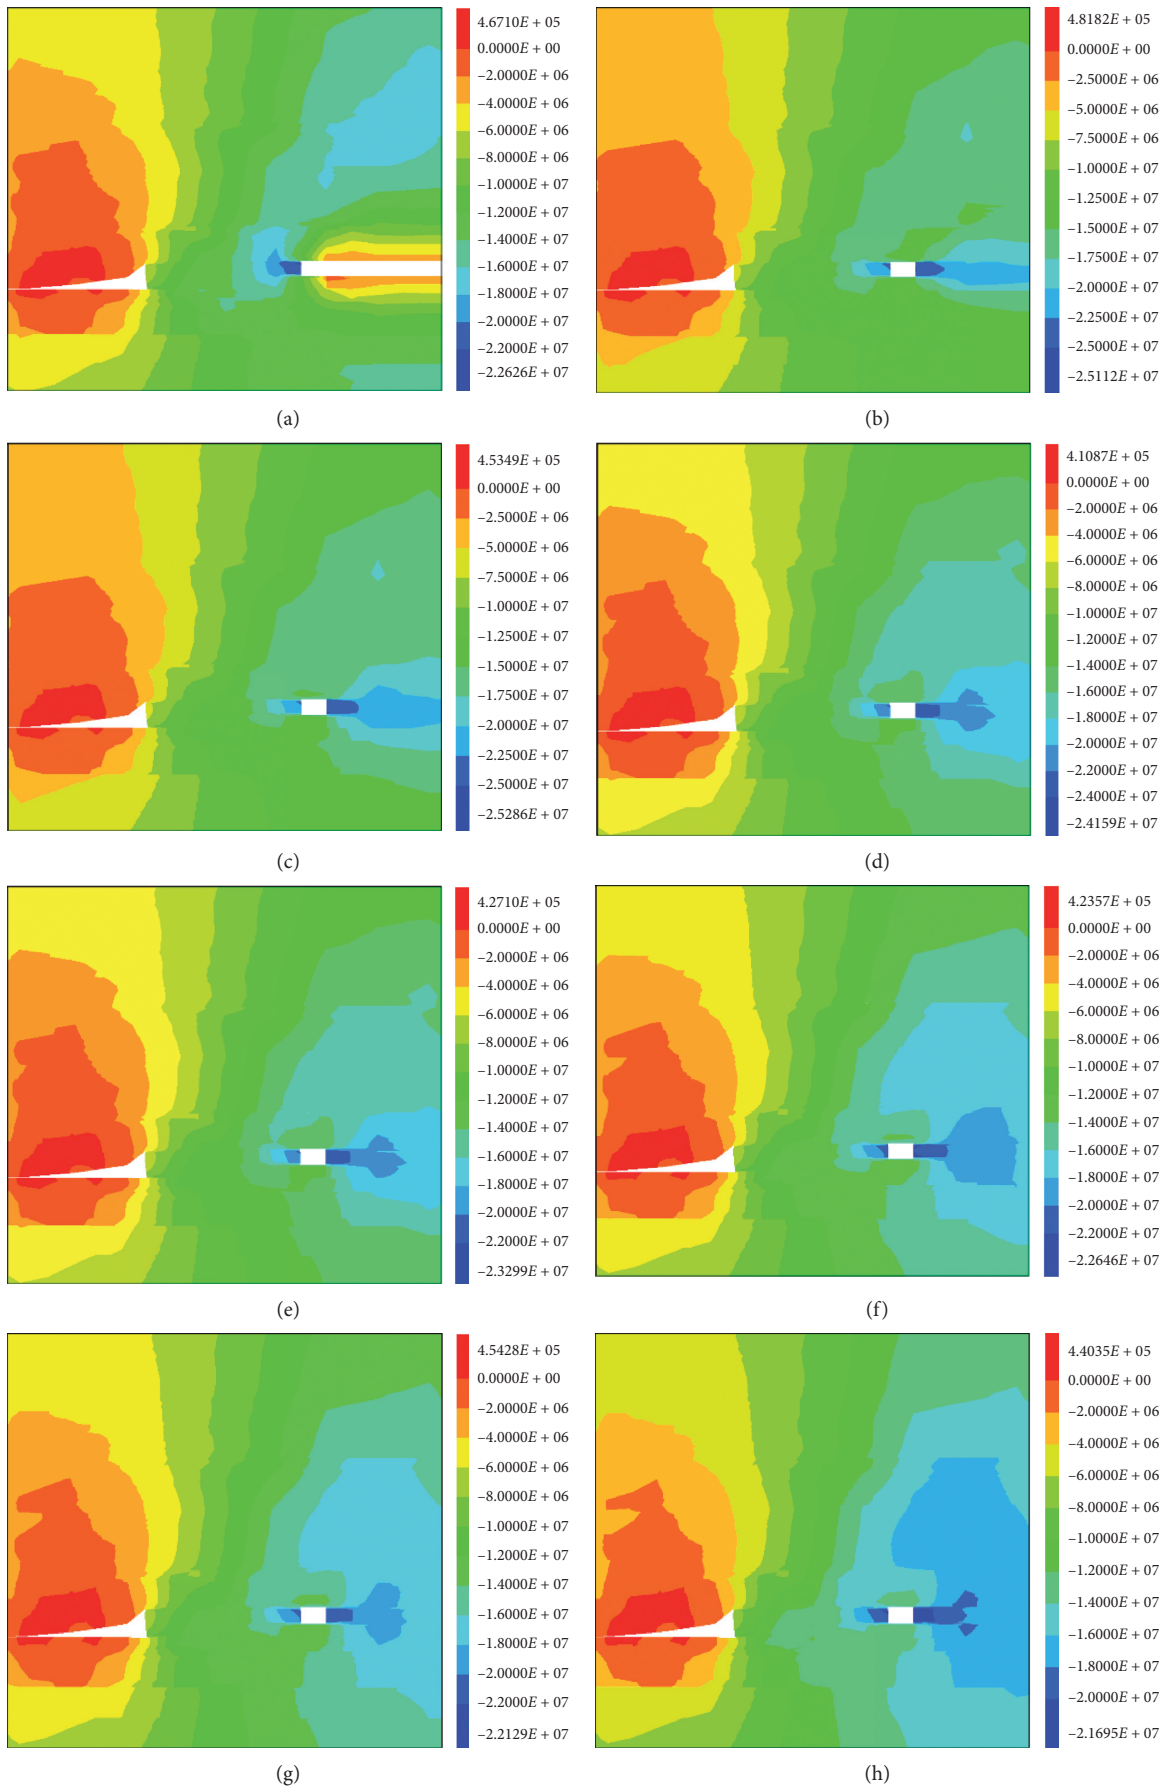 4.6710E + 05
0.0000E + 00
–2.0000E + 06
–4.0000E + 06
–6.0000E + 06
–8.0000E + 06
–1.0000E + 07
–1.2000E + 07
–1.4000E + 07
–1.6000E + 07
–1.8000E + 07
–2.0000E + 07
–2.2000E + 07
–2.2626E + 07
(a)
4.8182E + 05
0.0000E + 00
–2.5000E + 06
–5.0000E + 06
–7.5000E + 06
–1.0000E + 07
–1.2500E + 07
–1.5000E + 07
–1.7500E + 07
–2.0000E + 07
–2.2500E + 07
–2.5000E + 07
–2.5112E + 07
(b)
4.5349E + 05
0.0000E + 00
–2.5000E + 06
–5.0000E + 06
–7.5000E + 06
–1.0000E + 07
–1.2500E + 07
–1.5000E + 07
–1.7500E + 07
–2.0000E + 07
–2.2500E + 07
–2.5000E + 07
–2.5286E + 07
(c)
4.1087E + 05
0.0000E + 00
–2.0000E + 06
–4.0000E + 06
–6.0000E + 06
–8.0000E + 06
–1.0000E + 07
–1.2000E + 07
–1.4000E + 07
–1.6000E + 07
–1.8000E + 07
–2.0000E + 07
–2.2000E + 07
–2.4000E + 07
–2.4159E + 07
(d)
4.2710E + 05
0.0000E + 00
–2.0000E + 06
–4.0000E + 06
–6.0000E + 06
–8.0000E + 06
–1.0000E + 07
–1.2000E + 07
–1.4000E + 07
–1.6000E + 07
–1.8000E + 07
–2.0000E + 07
–2.2000E + 07
–2.3299E + 07
(e)
4.2357E + 05
0.0000E + 00
–2.0000E + 06
–4.0000E + 06
–6.0000E + 06
–8.0000E + 06
–1.0000E + 07
–1.2000E + 07
–1.4000E + 07
–1.6000E + 07
–1.8000E + 07
–2.0000E + 07
–2.2000E + 07
–2.2646E + 07
(f)
4.5428E + 05
0.0000E + 00
–2.0000E + 06
–4.0000E + 06
–6.0000E + 06
–8.0000E + 06
–1.0000E + 07
–1.2000E + 07
–1.4000E + 07
–1.6000E + 07
–1.8000E + 07
–2.0000E + 07
–2.2000E + 07
–2.2129E + 07
(g)
4.4035E + 05
0.0000E + 00
–2.0000E + 06
–4.0000E + 06
–6.0000E + 06
–8.0000E + 06
–1.0000E + 07
–1.2000E + 07
–1.4000E + 07
–1.6000E + 07
–1.8000E + 07
–2.0000E + 07
–2.1695E + 07
(h)